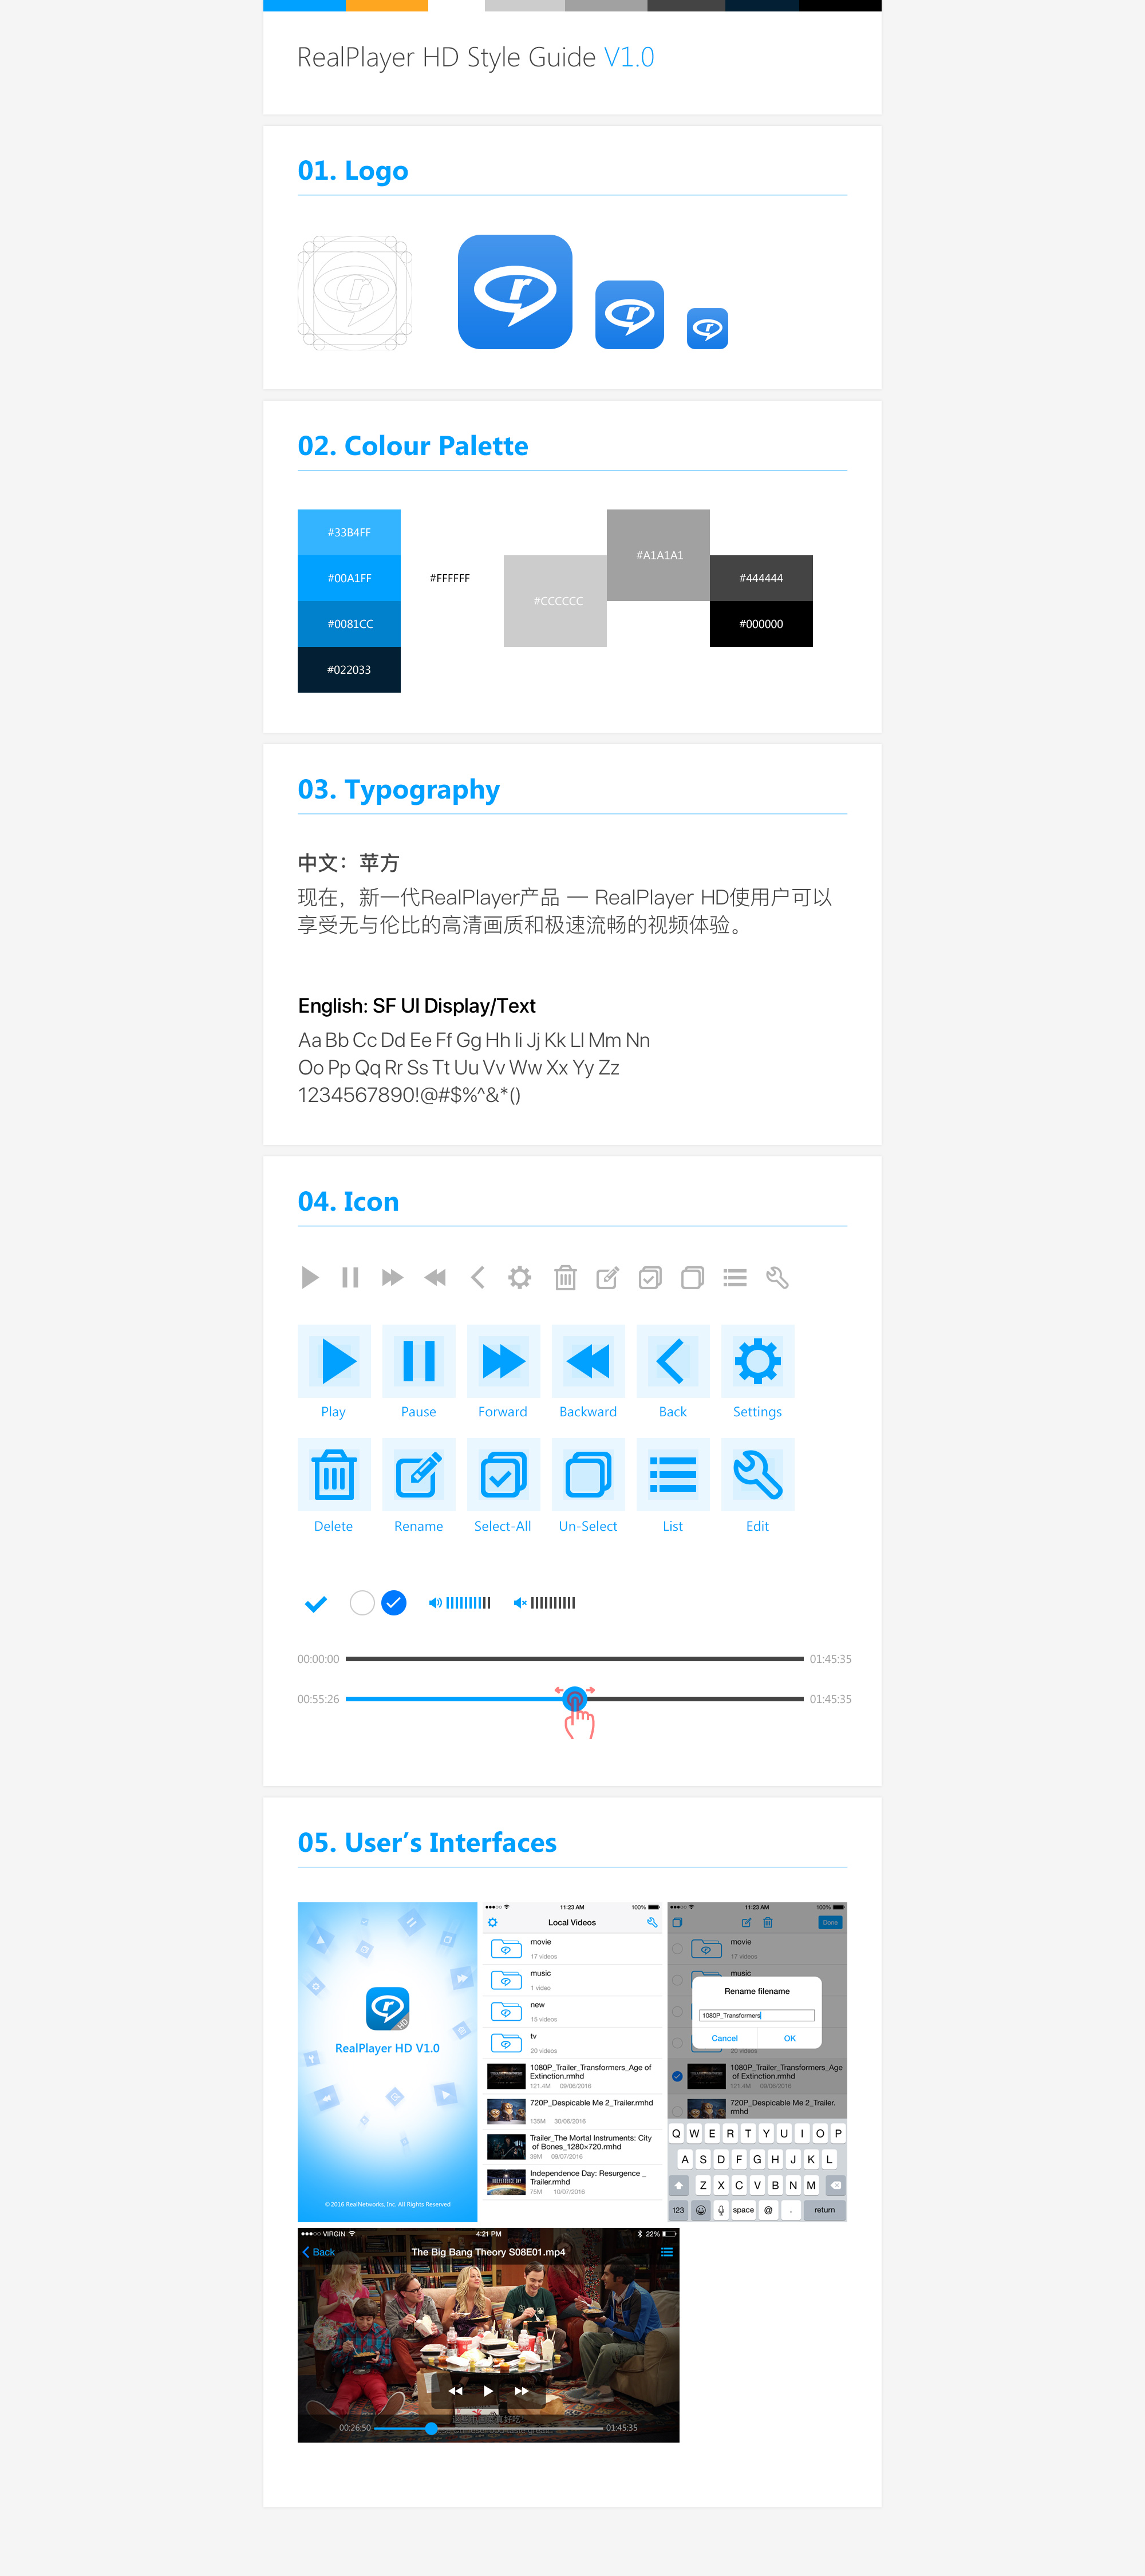 RealPlayer HD Style Guide V1.0
01. Logo
02. Colour Palette
#33B4FF
#00A1FF
#0081CC
#022033
#FFFFFF
#CCCCCC
#A1A1A1
#444444
#000000
03. Typography
中文：苹方
现在，新一代RealPlayer产品 — RealPlayer HD使用户可以
享受无与伦比的高清画质和极速流畅的视频体验。
English: SF UI Display/Text
Aa Bb Cc Dd Ee Ff Gg Hh Ii Jj Kk Ll Mm Nn
Oo Pp Qq Rr Ss Tt Uu Vv Ww Xx Yy Zz
1234567890!@#$%^&*()
04. Icon
Play Pause Forward Backward Back Settings
Delete Rename Select-All Un-Select List Edit
00:00:00 01:45:35
00:55:26 01:45:35
05. User’s Interfaces
HD
RealPlayer HD V1.0
© 2016 RealNetworks, Inc. All Rights Reserved
11:23 AM 100%
Local Videos
movie
17 videos
music
1 video
new
15 videos
tv
20 videos
1080P_Trailer_Transformers_Age of
Extinction.rmhd
121.4M 09/06/2016
720P_Despicable Me 2_Trailer.rmhd
135M 30/06/2016
Trailer_The Mortal Instruments: City
of Bones_1280×720.rmhd
39M 09/07/2016
Independence Day: Resurgence _
Trailer.rmhd
75M 10/07/2016
11:23 AM 100%
Done
movie
17 videos
music
Rename filename
1080P_Transformers
Cancel OK
20 videos
1080P_Trailer_Transformers_Age
of Extinction.rmhd
121.4M 09/06/2016
720P_Despicable Me 2_Trailer.
rmhd
Q W E R T Y U I O P
A S D F G H J K L
Z X C V B N M
123 space @ . return
VIRGIN 4:21 PM 22%
Back The Big Bang Theory S08E01.mp4
00:26:50 01:45:35